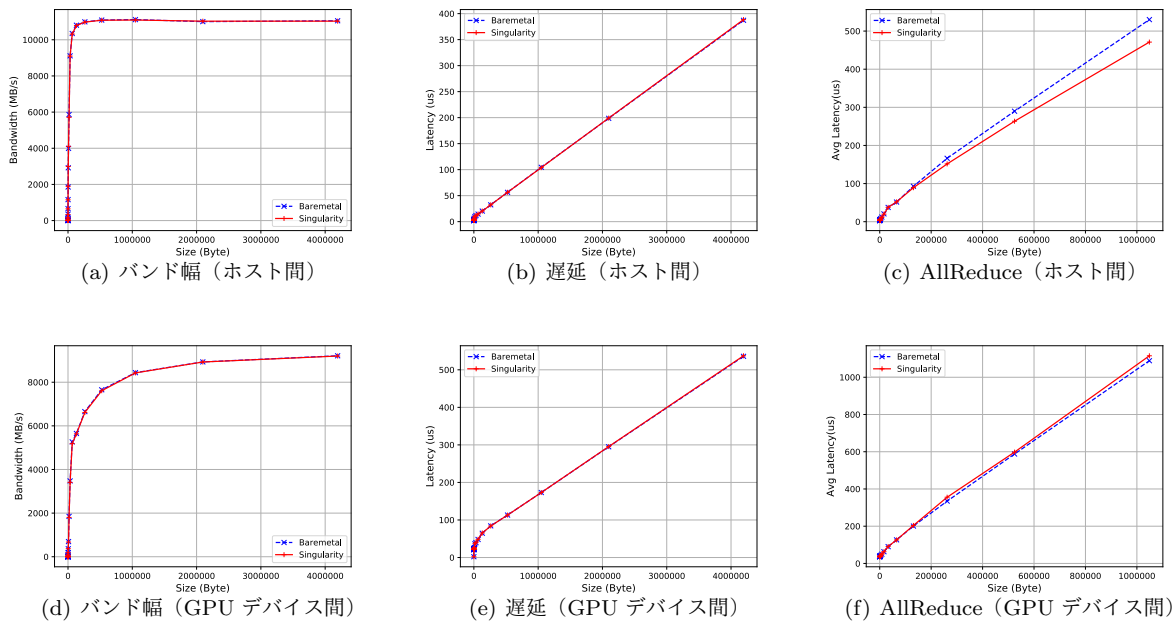 Bandwidth (MB/s)
10000
8000
6000
4000
2000
0
0 1000000 2000000 3000000 4000000
Size (Byte)
Baremetal
Singularity
(a) バンド幅（ホスト間）
Latency (us)
400
350
300
250
200
150
100
50
0
0 1000000 2000000 3000000 4000000
Size (Byte)
Baremetal
Singularity
(b) 遅延（ホスト間）
Avg Latency(us)
500
400
300
200
100
0
0 200000 400000 600000 800000 1000000
Size (Byte)
Baremetal
Singularity
(c) AllReduce（ホスト間）
Bandwidth (MB/s)
8000
6000
4000
2000
0
0 1000000 2000000 3000000 4000000
Size (Byte)
Baremetal
Singularity
(d) バンド幅（GPU デバイス間）
Latency (us)
500
400
300
200
100
0
0 1000000 2000000 3000000 4000000
Size (Byte)
Baremetal
Singularity
(e) 遅延（GPU デバイス間）
Avg Latency(us)
1000
800
600
400
200
0
0 200000 400000 600000 800000 1000000
Size (Byte)
Baremetal
Singularity
(f) AllReduce（GPU デバイス間）